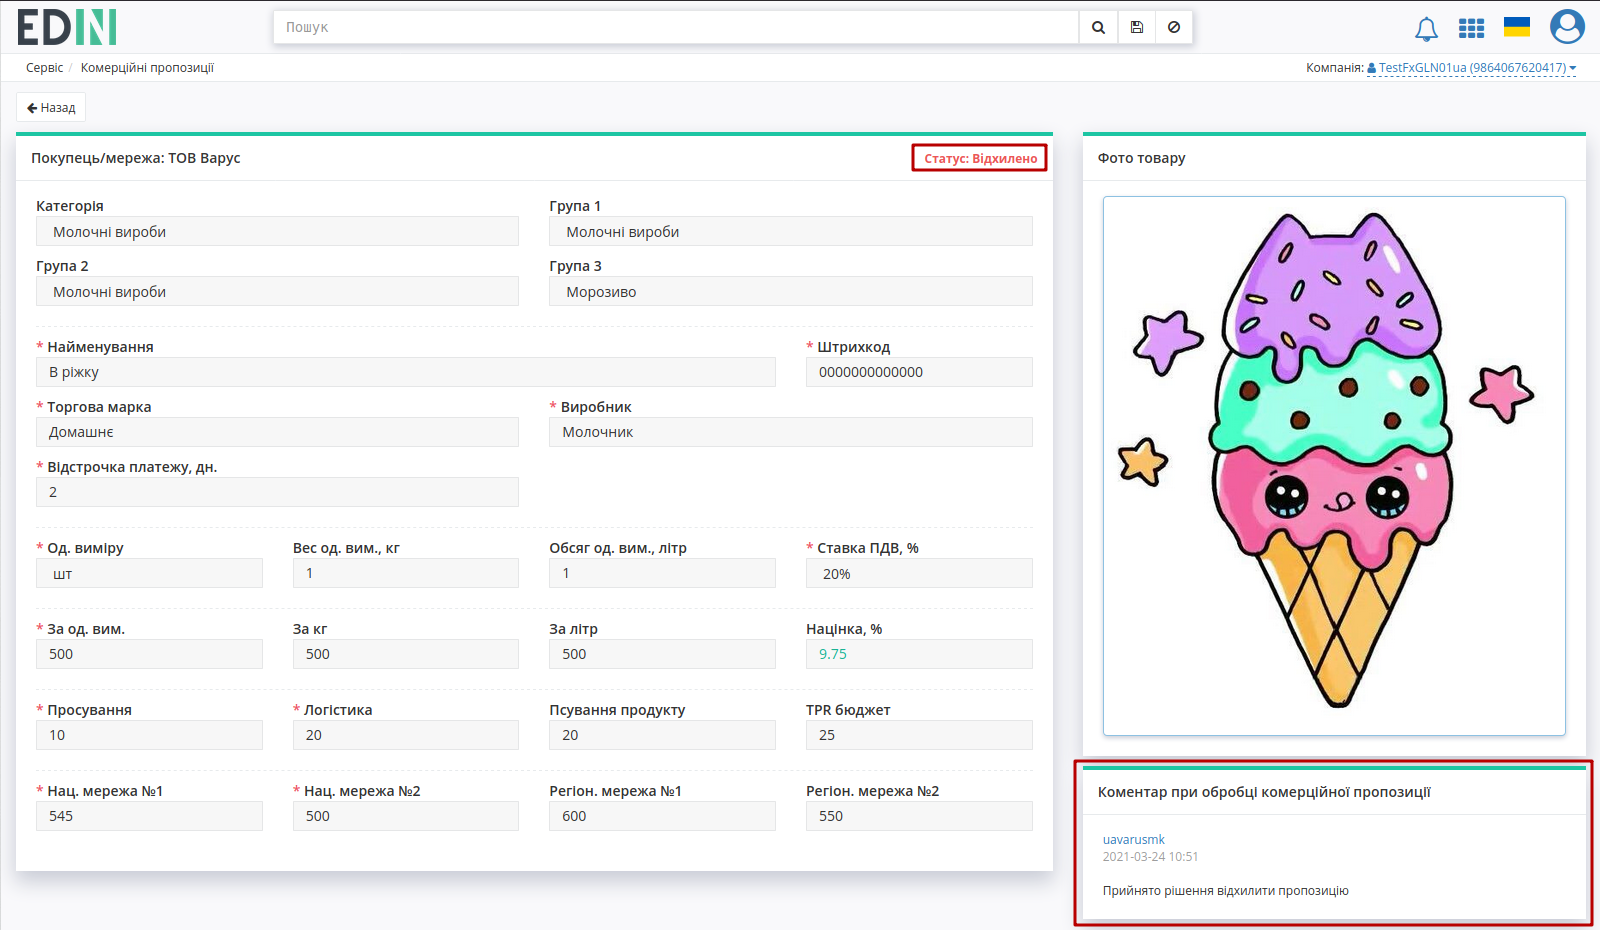 EDIN
Пошук
Сервіс / Комерційні пропозиції
Компанія: TestFxGLN01ua (9864067620417)
Назад
Покупець/мережа: ТОВ Варус
Статус: Відхилено
Категорія
Група 1
Молочні вироби
Молочні вироби
Група 2
Група 3
Молочні вироби
Морозиво
* Найменування
* Штрихкод
В ріжку
0000000000000
* Торгова марка
* Виробник
Домашнє
Молочник
* Відстрочка платежу, дн.
2
* Од. виміру
Вес од. вим., кг
Обсяг од. вим., літр
* Ставка ПДВ, %
шт
1
1
20%
* За од. вим.
За кг
За літр
Націнка, %
500
500
500
9.75
* Просування
* Логістика
Псування продукту
TPR бюджет
10
20
20
25
* Нац. мережа №1
* Нац. мережа №2
Регіон. мережа №1
Регіон. мережа №2
545
500
600
550
Фото товару
Коментар при обробці комерційної пропозиції
uavarusmk
2021-03-24 10:51
Прийнято рішення відхилити пропозицію